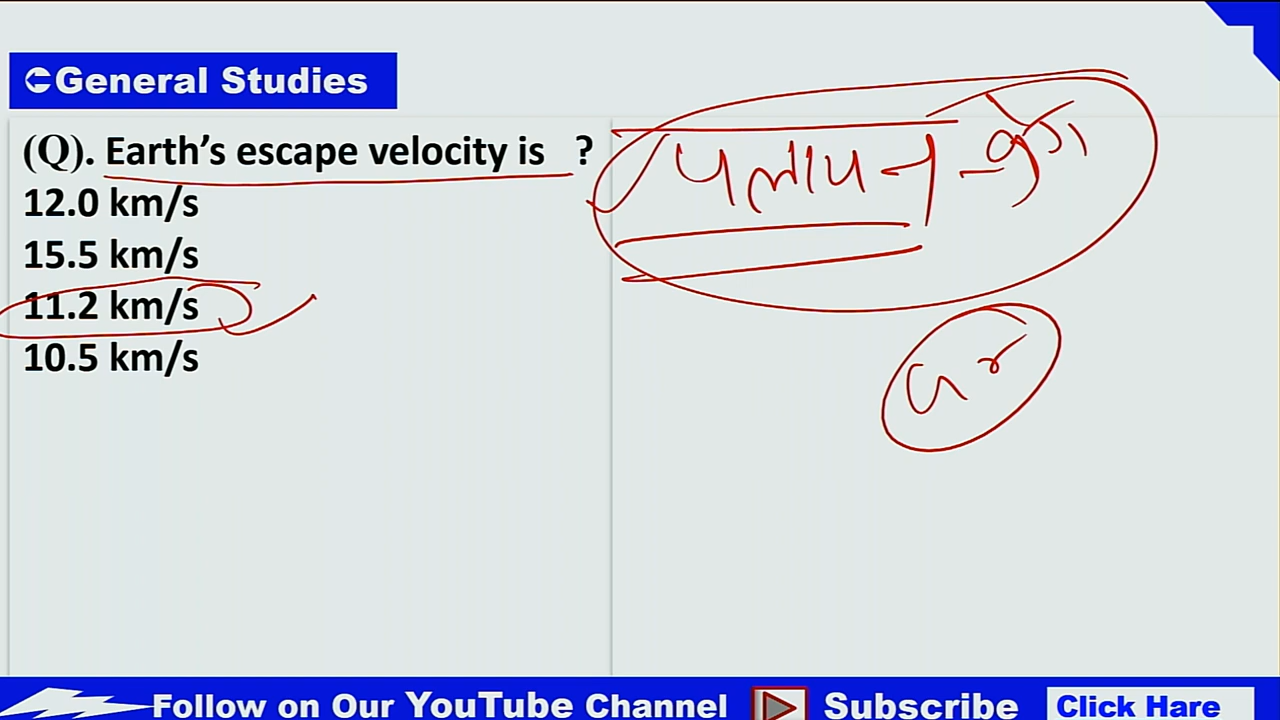 General Studies
(Q). Earth's escape velocity is ?
12.0 km/s
15.5 km/s
11.2 km/s
10.5 km/s
Follow on Our YouTube Channel Subscribe Click Hare